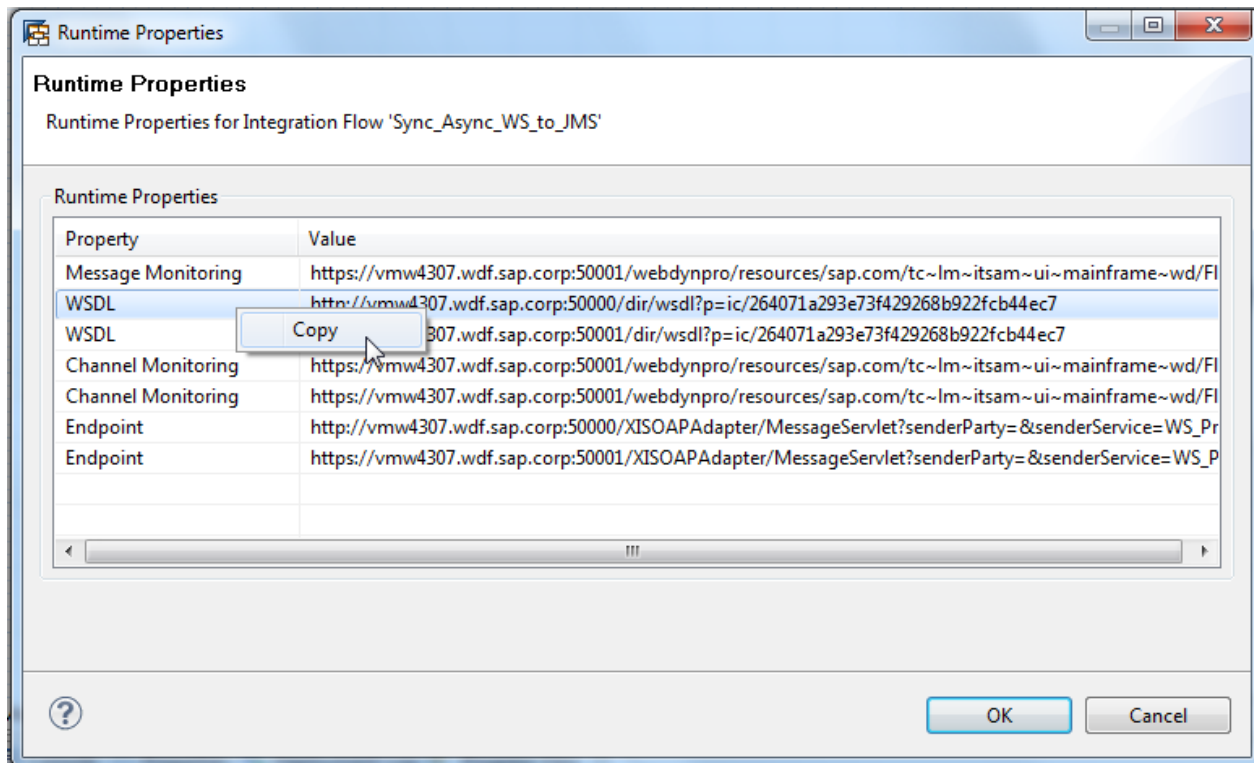 Runtime Properties
Runtime Properties
Runtime Properties for Integration Flow 'Sync_Async_WS_to_JMS'
Runtime Properties
Property Value
Message Monitoring https://vmw4307.wdf.sap.corp:50001/webdynpro/resources/sap.com/tc~lm~itsam~ui~mainframe~wd/Fl
WSDL http://vmw4307.wdf.sap.corp:50000/dir/wsdl?p=ic/264071a293e73f429268b922fcb44ec7
Copy
WSDL 307.wdf.sap.corp:50001/dir/wsdl?p=ic/264071a293e73f429268b922fcb44ec7
Channel Monitoring https://vmw4307.wdf.sap.corp:50001/webdynpro/resources/sap.com/tc~lm~itsam~ui~mainframe~wd/Fl
Channel Monitoring https://vmw4307.wdf.sap.corp:50001/webdynpro/resources/sap.com/tc~lm~itsam~ui~mainframe~wd/Fl
Endpoint http://vmw4307.wdf.sap.corp:50000/XISOAPAdapter/MessageServlet?senderParty=&senderService=WS_Pr
Endpoint https://vmw4307.wdf.sap.corp:50001/XISOAPAdapter/MessageServlet?senderParty=&senderService=WS_P
OK Cancel